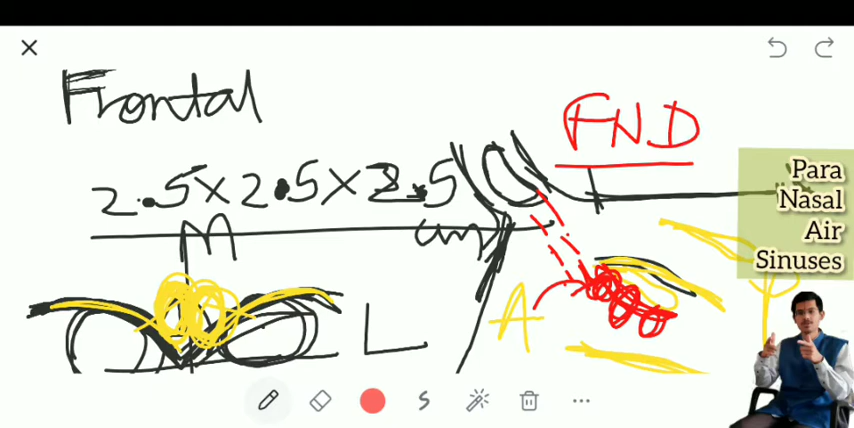 Frontal
FND
2.5 x 2.5 x 2.5
(cm)
M
A
L
Para
Nasal
Air
Sinuses